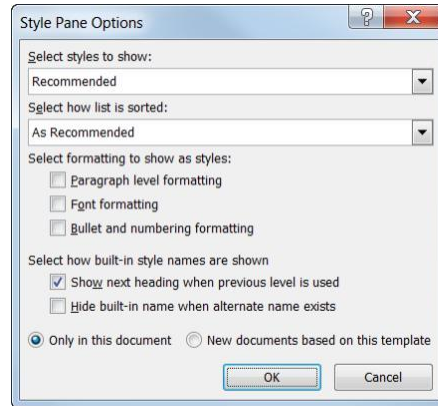 Style Pane Options
Select styles to show:
Recommended
Select how list is sorted:
As Recommended
Select formatting to show as styles:
Paragraph level formatting
Font formatting
Bullet and numbering formatting
Select how built-in style names are shown
Show next heading when previous level is used
Hide built-in name when alternate name exists
Only in this document New documents based on this template
OK Cancel